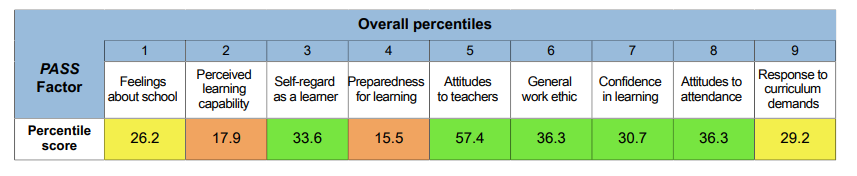 Overall percentiles
PASS
Factor
1 2 3 4 5 6 7 8 9
Feelings
about school
Perceived
learning
capability
Self-regard
as a learner
Preparedness
for learning
Attitudes
to teachers
General
work ethic
Confidence
in learning
Attitudes to
attendance
Response to
curriculum
demands
Percentile
score
26.2 17.9 33.6 15.5 57.4 36.3 30.7 36.3 29.2